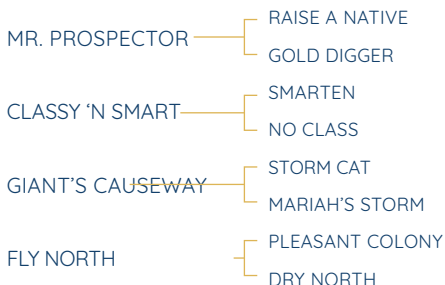 MR. PROSPECTOR
RAISE A NATIVE
GOLD DIGGER
CLASSY ‘N SMART
SMARTEN
NO CLASS
GIANT’S CAUSEWAY
STORM CAT
MARIAH’S STORM
FLY NORTH
PLEASANT COLONY
DRY NORTH